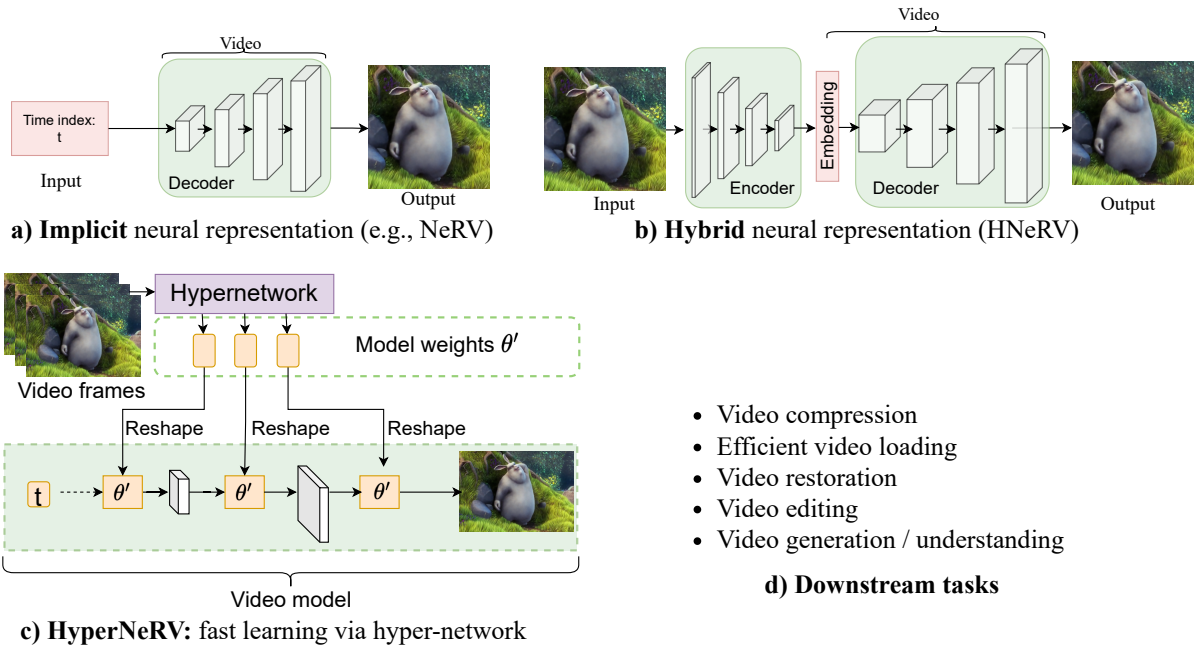 Video
Time index:
t
Input
Decoder
Output
a) Implicit neural representation (e.g., NeRV)
Video
Input
Encoder
Embedding
Decoder
Output
b) Hybrid neural representation (HNeRV)
Hypernetwork
Model weights θ′
Video frames
Reshape
Reshape
Reshape
t
θ′
θ′
θ′
Video model
c) HyperNeRV: fast learning via hyper-network
• Video compression
• Efficient video loading
• Video restoration
• Video editing
• Video generation / understanding
d) Downstream tasks